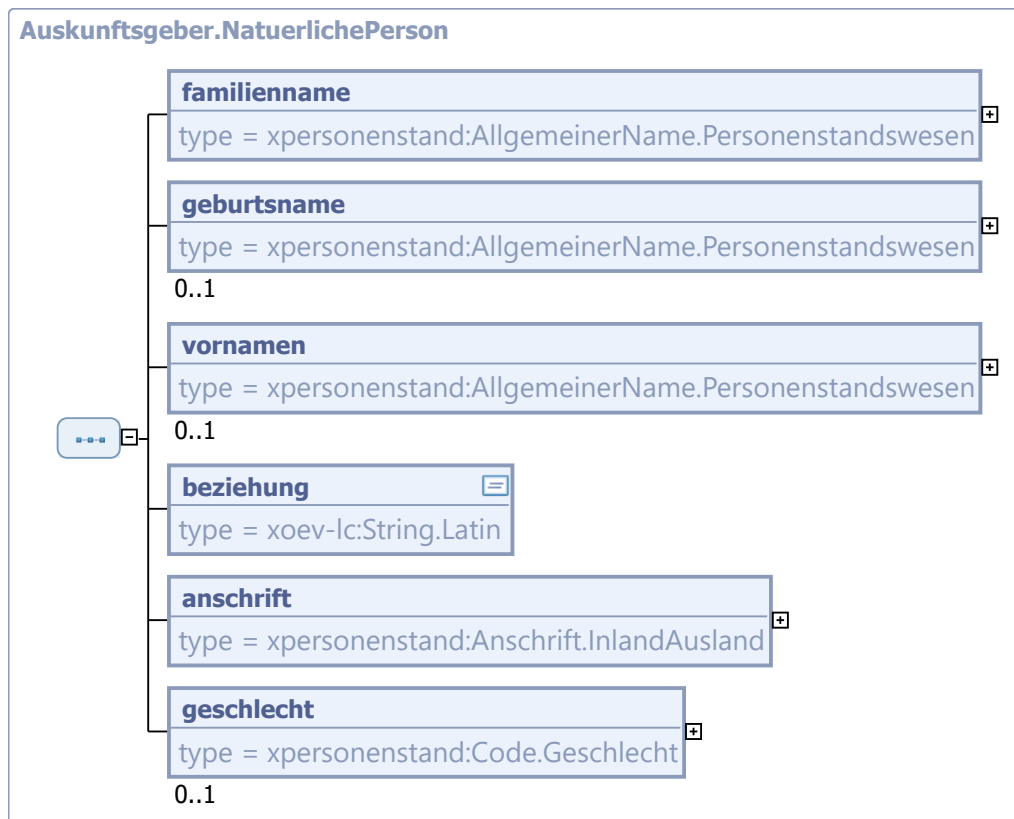 Auskunftsgeber.NatuerlichePerson
familienname
type = xpersonenstand:AllgemeinerName.Personenstandswesen
geburtsname
type = xpersonenstand:AllgemeinerName.Personenstandswesen
0..1
vornamen
type = xpersonenstand:AllgemeinerName.Personenstandswesen
0..1
beziehung
type = xoev-lc:String.Latin
anschrift
type = xpersonenstand:Anschrift.InlandAusland
geschlecht
type = xpersonenstand:Code.Geschlecht
0..1